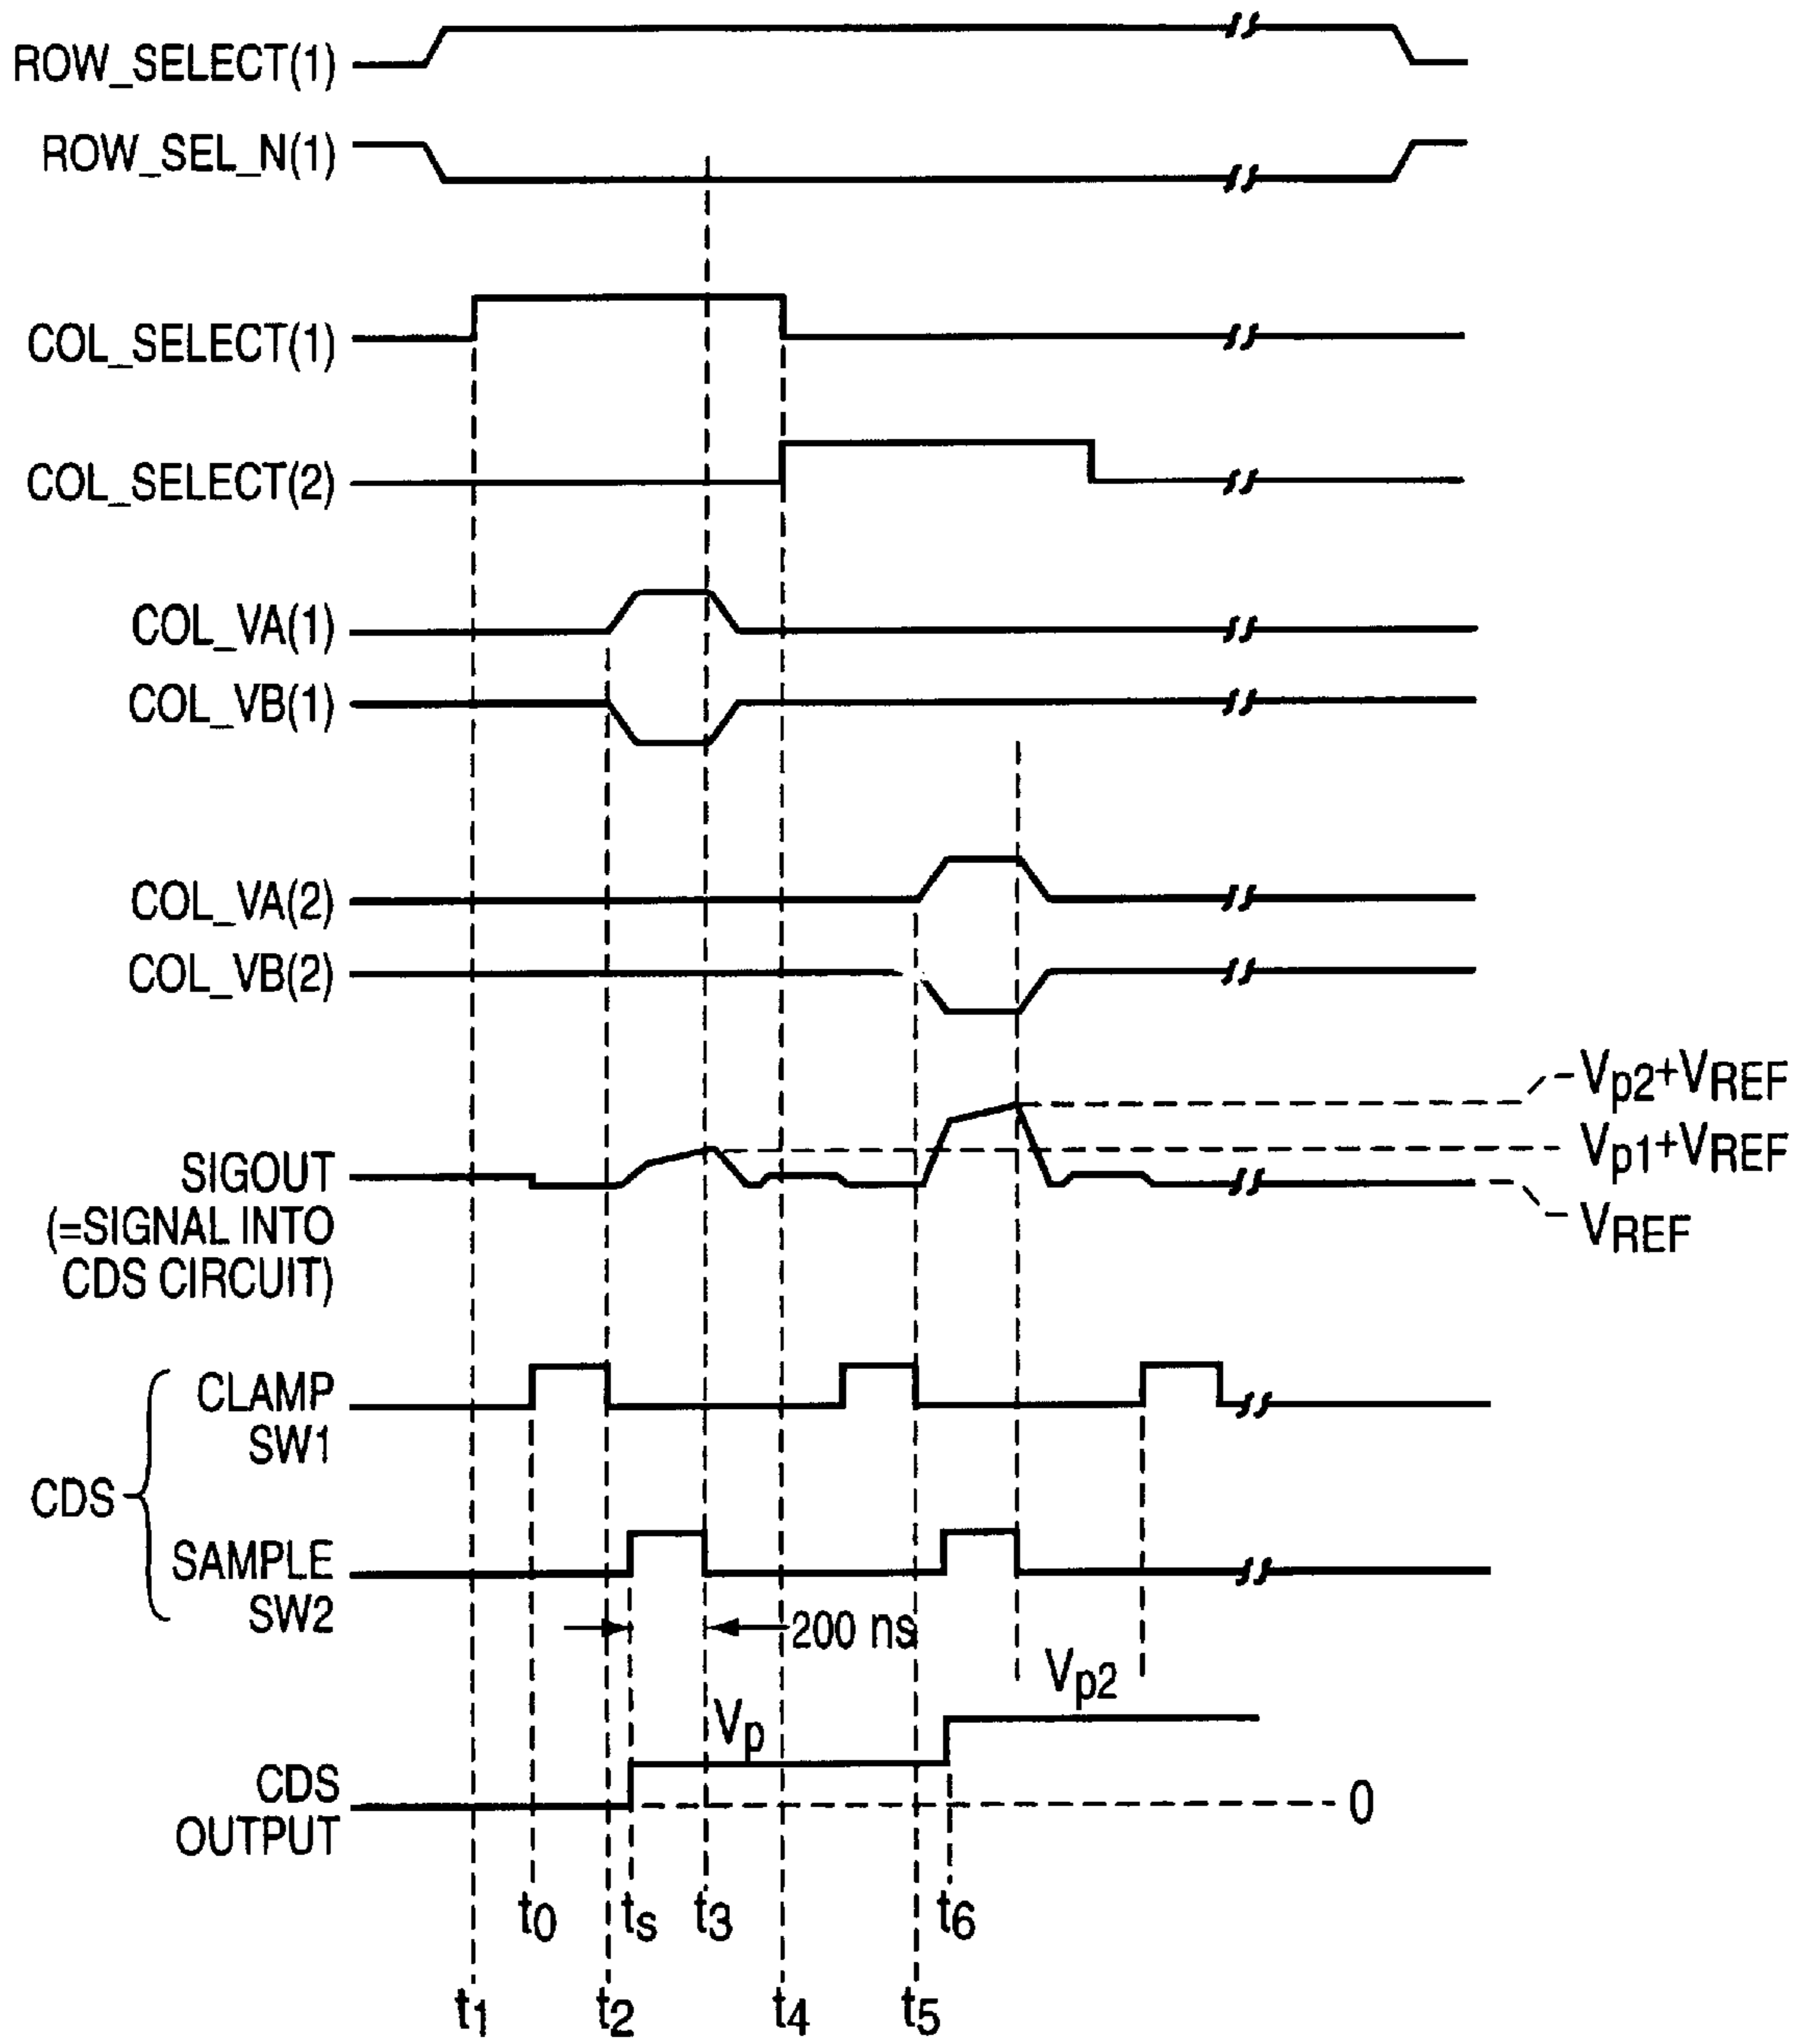 ROW_SELECT(1)
ROW_SEL_N(1)
COL_SELECT(1)
COL_SELECT(2)
COL_VA(1)
COL_VB(1)
COL_VA(2)
COL_VB(2)
Vp2+VREF
Vp1+VREF
VREF
SIGOUT
(=SIGNAL INTO
CDS CIRCUIT)
CDS
CLAMP
SW1
SAMPLE
SW2
200 ns
Vp
Vp2
CDS
OUTPUT
0
t0 ts t3 t6
t1 t2 t4 t5